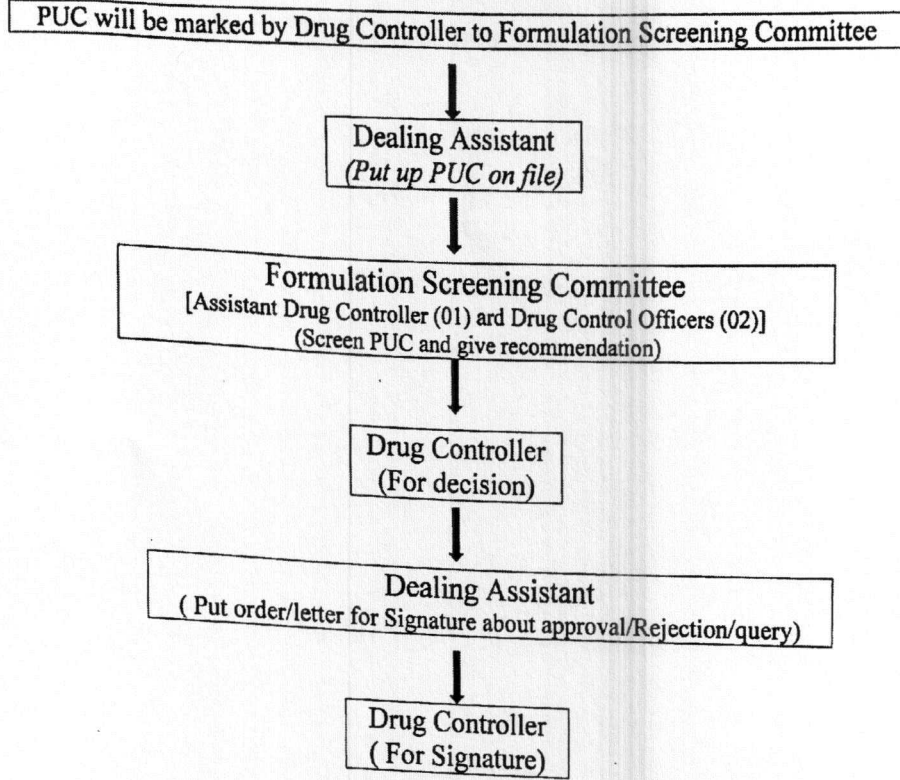 PUC will be marked by Drug Controller to Formulation Screening Committee
Dealing Assistant
(Put up PUC on file)
Formulation Screening Committee
[Assistant Drug Controller (01) ard Drug Control Officers (02)]
(Screen PUC and give recommendation)
Drug Controller
(For decision)
Dealing Assistant
( Put order/letter for Signature about approval/Rejection/query)
Drug Controller
( For Signature)